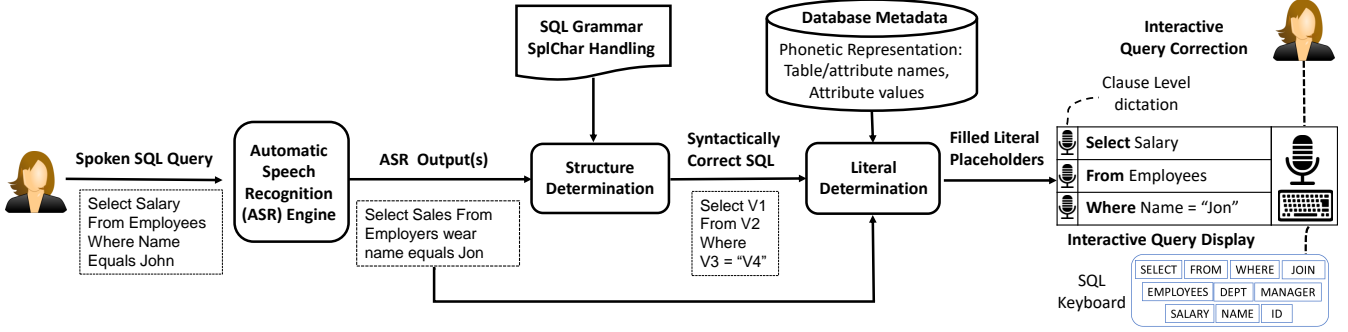 Spoken SQL Query
Select Salary
From Employees
Where Name
Equals John
Automatic
Speech
Recognition
(ASR) Engine
ASR Output(s)
Select Sales From
Employers wear
name equals Jon
SQL Grammar
SplChar Handling
Structure
Determination
Syntactically
Correct SQL
Select V1
From V2
Where
V3 = “V4”
Database Metadata
Phonetic Representation:
Table/attribute names,
Attribute values
Literal
Determination
Filled Literal
Placeholders
Interactive
Query Correction
Clause Level
dictation
Select Salary
From Employees
Where Name = “Jon”
Interactive Query Display
SQL
Keyboard
SELECT FROM WHERE JOIN
EMPLOYEES DEPT MANAGER
SALARY NAME ID